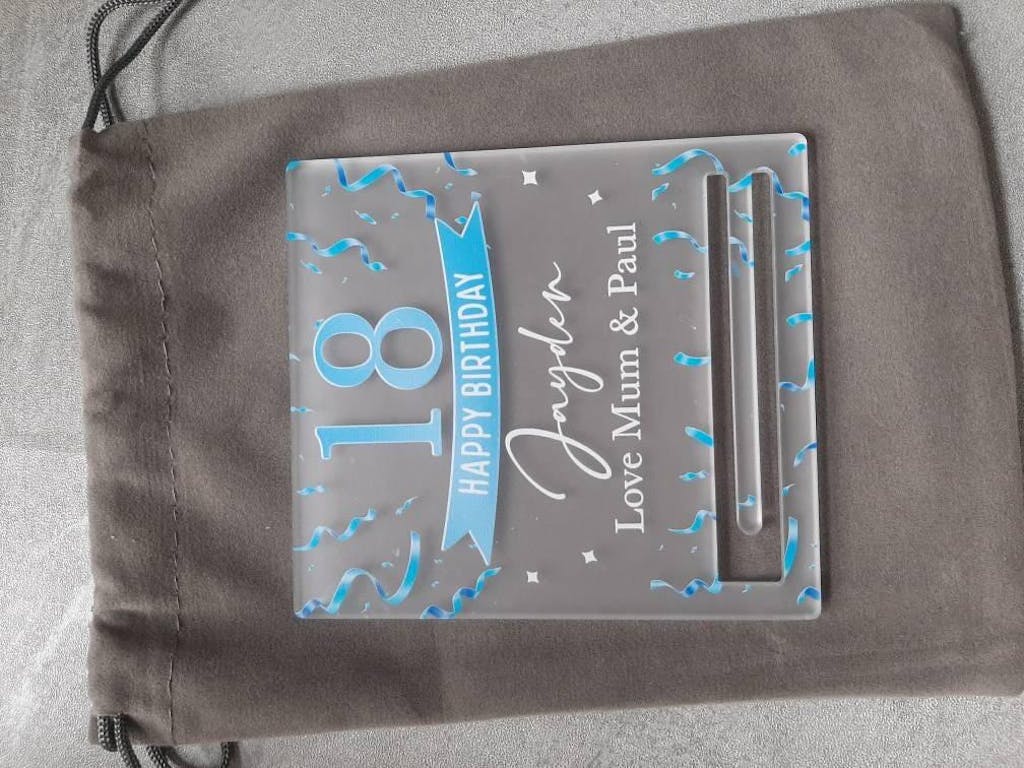 18
HAPPY BIRTHDAY
Jayden
Love Mum & Paul